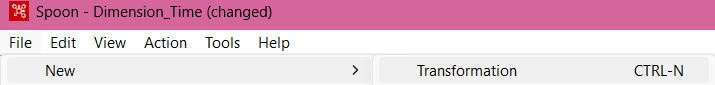 Spoon - Dimension_Time (changed)
File Edit View Action Tools Help
New Transformation CTRL-N